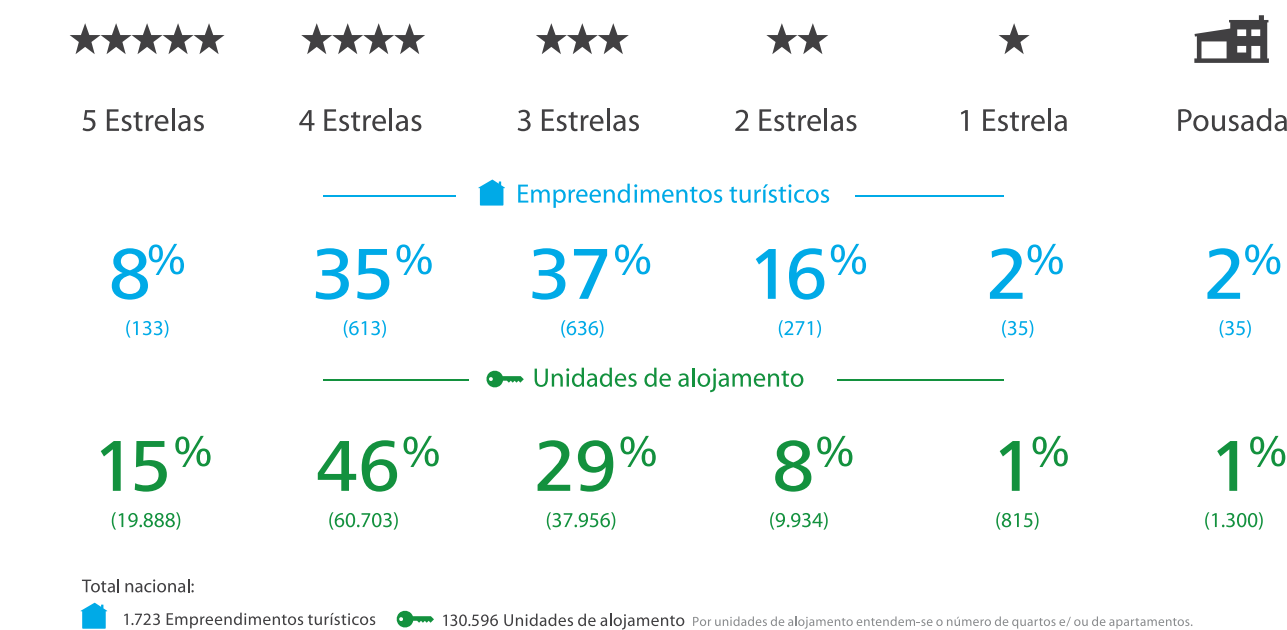 5 Estrelas 4 Estrelas 3 Estrelas 2 Estrelas 1 Estrela Pousada
Empreendimentos turísticos
8% 35% 37% 16% 2% 2%
(133) (613) (636) (271) (35) (35)
Unidades de alojamento
15% 46% 29% 8% 1% 1%
(19.888) (60.703) (37.956) (9.934) (815) (1.300)
Total nacional:
1.723 Empreendimentos turísticos 130.596 Unidades de alojamento Por unidades de alojamento entendem-se o número de quartos e/ ou de apartamentos.